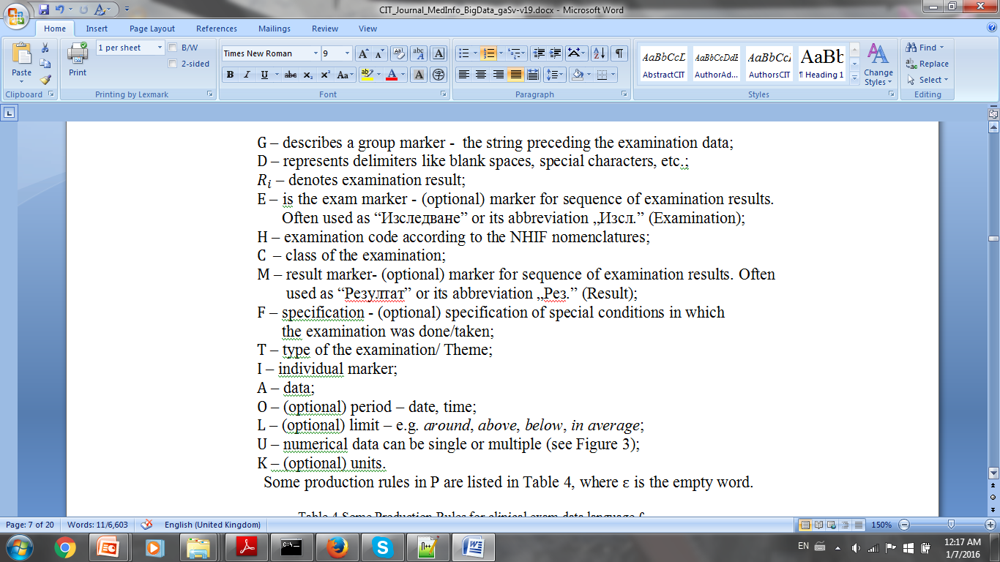 CIT_Journal_MedInfo_BigData_gaSv-v19.docx - Microsoft Word
Home Insert Page Layout References Mailings Review View
Paste
Clipboard
Print
1 per sheet
B/W
2-sided
Printing by Lexmark
Times New Roman 9
Font
Paragraph
AaBbCcL AaBbCcDdE AaBbCcl AaBb
AbstractCIT AuthorAd... AuthorsCIT ¶ Heading 1
Change Styles
Styles
Find
Replace
Select
Editing
G – describes a group marker - the string preceding the examination data;
D – represents delimiters like blank spaces, special characters, etc.;
Rᵢ – denotes examination result;
E – is the exam marker - (optional) marker for sequence of examination results.
Often used as “Изследване” or its abbreviation „Изсл.” (Examination);
H – examination code according to the NHIF nomenclatures;
C – class of the examination;
M – result marker- (optional) marker for sequence of examination results. Often
used as “Резултат” or its abbreviation „Рез.” (Result);
F – specification - (optional) specification of special conditions in which
the examination was done/taken;
T – type of the examination/ Theme;
I – individual marker;
A – data;
O – (optional) period – date, time;
L – (optional) limit – e.g. around, above, below, in average;
U – numerical data can be single or multiple (see Figure 3);
K – (optional) units.
Some production rules in P are listed in Table 4, where ε is the empty word.
Table 4 Some Production Rules for clinical exam data language
Page: 7 of 20 Words: 11/6,603 English (United Kingdom) 150%
EN 12:17 AM
1/7/2016